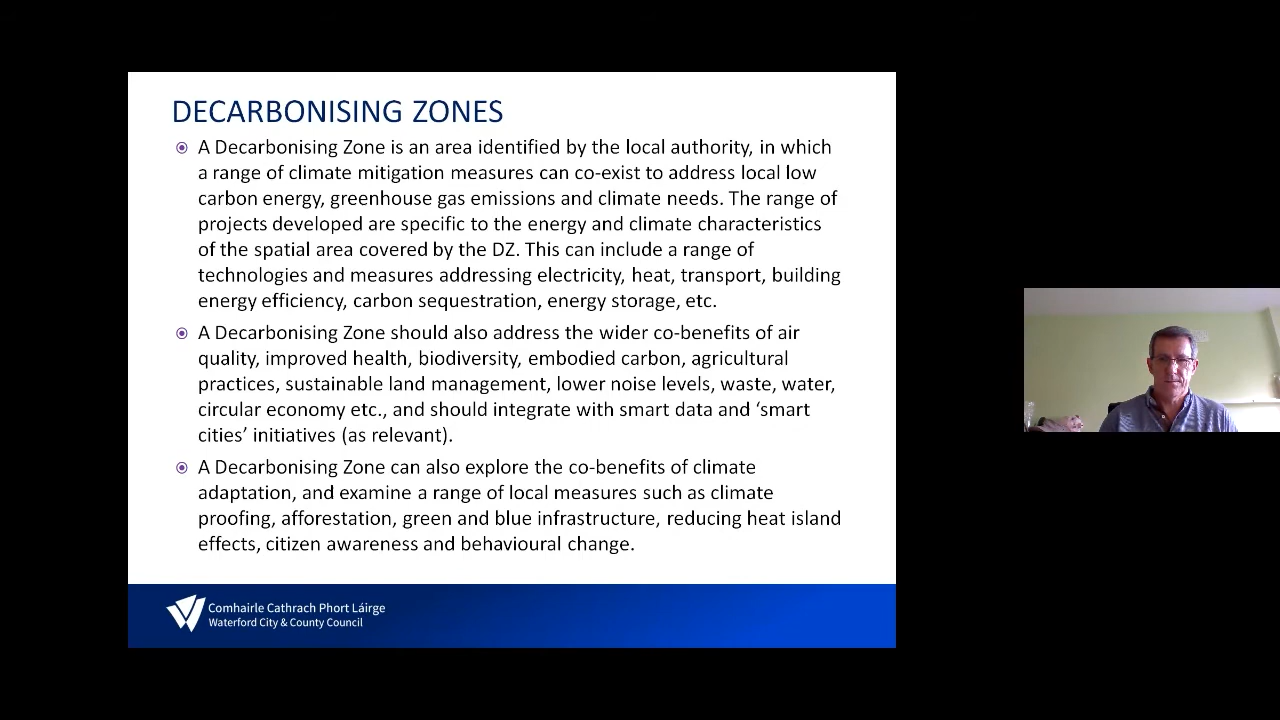 DECARBONISING ZONES
A Decarbonising Zone is an area identified by the local authority, in which
a range of climate mitigation measures can co-exist to address local low
carbon energy, greenhouse gas emissions and climate needs. The range of
projects developed are specific to the energy and climate characteristics
of the spatial area covered by the DZ. This can include a range of
technologies and measures addressing electricity, heat, transport, building
energy efficiency, carbon sequestration, energy storage, etc.
A Decarbonising Zone should also address the wider co-benefits of air
quality, improved health, biodiversity, embodied carbon, agricultural
practices, sustainable land management, lower noise levels, waste, water,
circular economy etc., and should integrate with smart data and ‘smart
cities’ initiatives (as relevant).
A Decarbonising Zone can also explore the co-benefits of climate
adaptation, and examine a range of local measures such as climate
proofing, afforestation, green and blue infrastructure, reducing heat island
effects, citizen awareness and behavioural change.
Comhairle Cathrach Phort Láirge
Waterford City & County Council